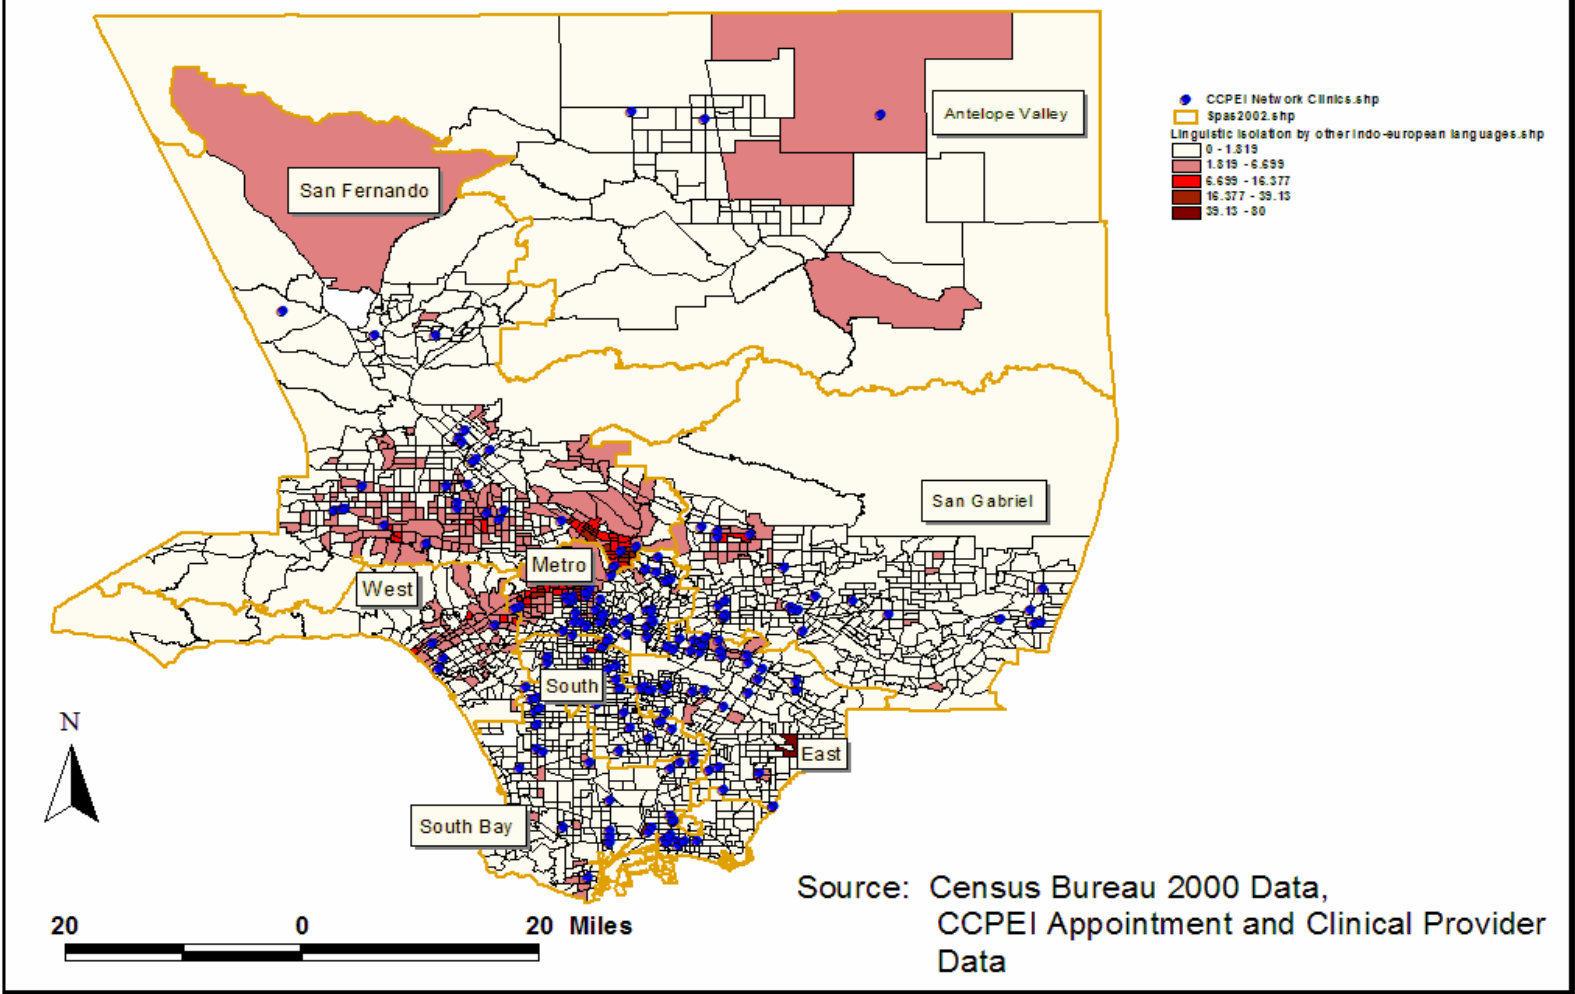 CCPEI Network Clinics.shp
Spas2002.shp
Linguistic isolation by other indo-european languages.shp
0 - 1.819
1.819 - 6.699
6.699 - 16.377
16.377 - 39.13
39.13 - 80
Antelope Valley
San Fernando
San Gabriel
Metro
West
South
East
South Bay
N
20 0 20 Miles
Source: Census Bureau 2000 Data,
CCPEI Appointment and Clinical Provider
Data